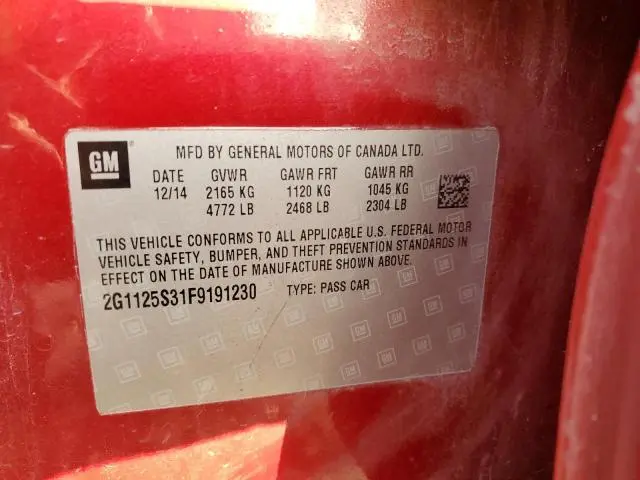 GM
MFD BY GENERAL MOTORS OF CANADA LTD.
DATE GVWR GAWR FRT GAWR RR
12/14 2165 KG 1120 KG 1045 KG
4772 LB 2468 LB 2304 LB
THIS VEHICLE CONFORMS TO ALL APPLICABLE U.S. FEDERAL MOTOR
VEHICLE SAFETY, BUMPER, AND THEFT PREVENTION STANDARDS IN
EFFECT ON THE DATE OF MANUFACTURE SHOWN ABOVE.
2G1125S31F9191230 TYPE: PASS CAR